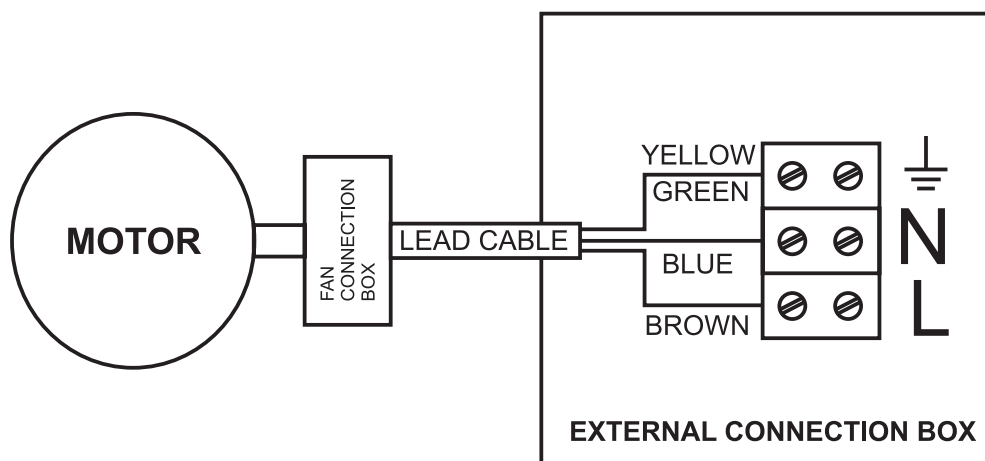 MOTOR
FAN
CONNECTION
BOX
LEAD CABLE
YELLOW
GREEN
BLUE
BROWN
N
L
EXTERNAL CONNECTION BOX